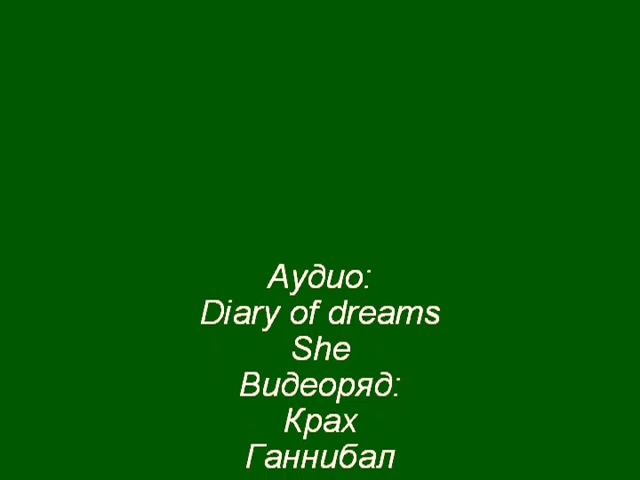 Аудио:
Diary of dreams
She
Видеоряд:
Крах
Ганнибал